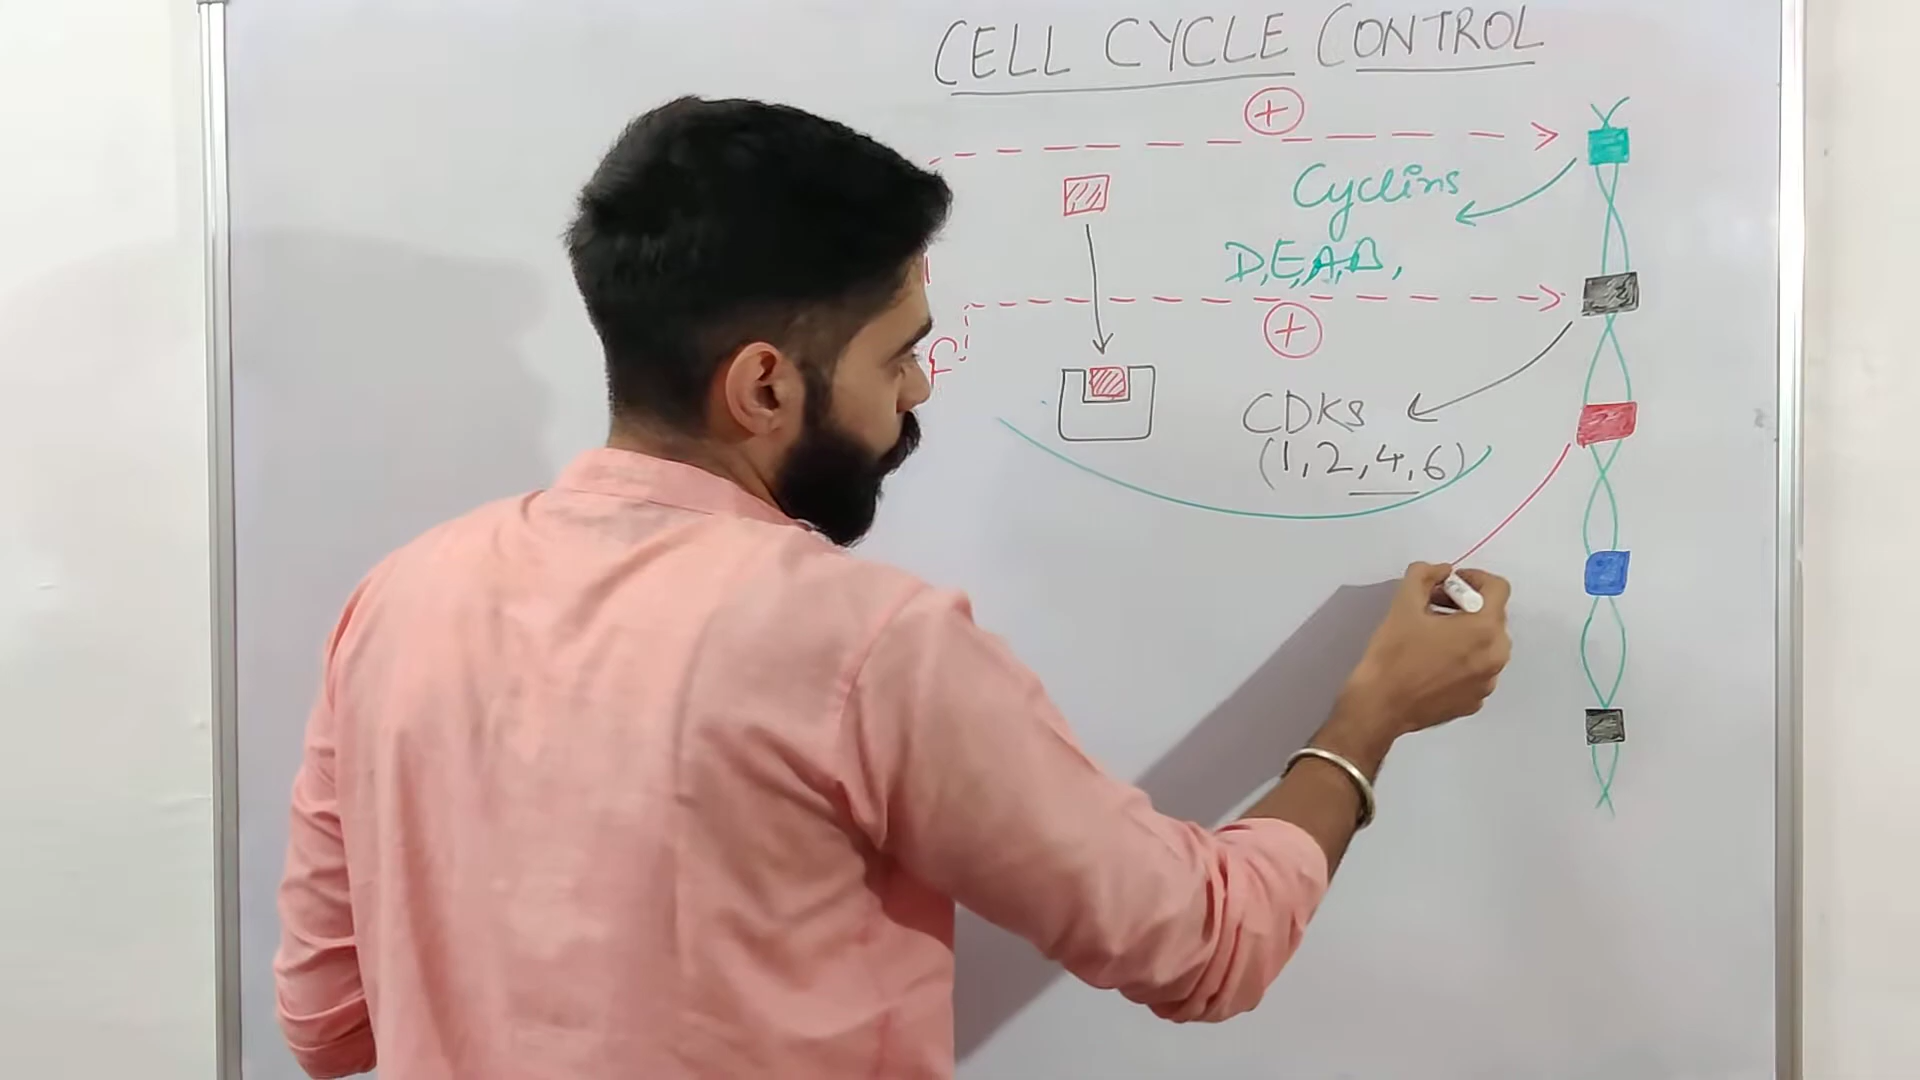 CELL CYCLE CONTROL
+
Cyclins
D,E,A,B,
+
CDKs
(1,2,4,6)